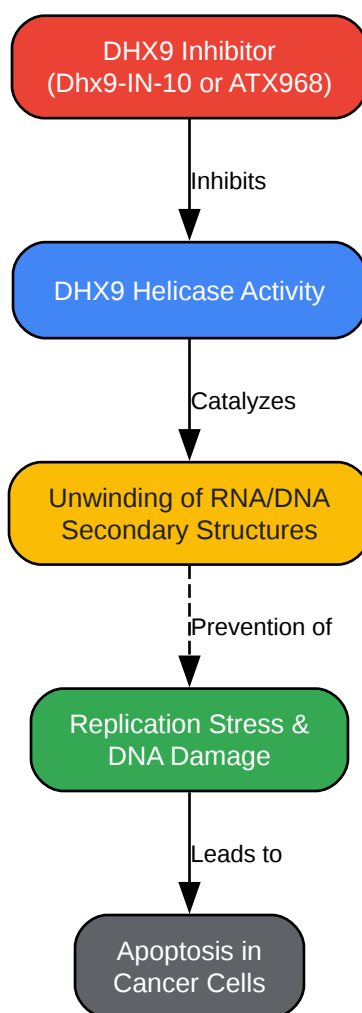 DHX9 Inhibitor
(Dhx9-IN-10 or ATX968)
Inhibits
DHX9 Helicase Activity
Catalyzes
Unwinding of RNA/DNA
Secondary Structures
Prevention of
Replication Stress &
DNA Damage
Leads to
Apoptosis in
Cancer Cells